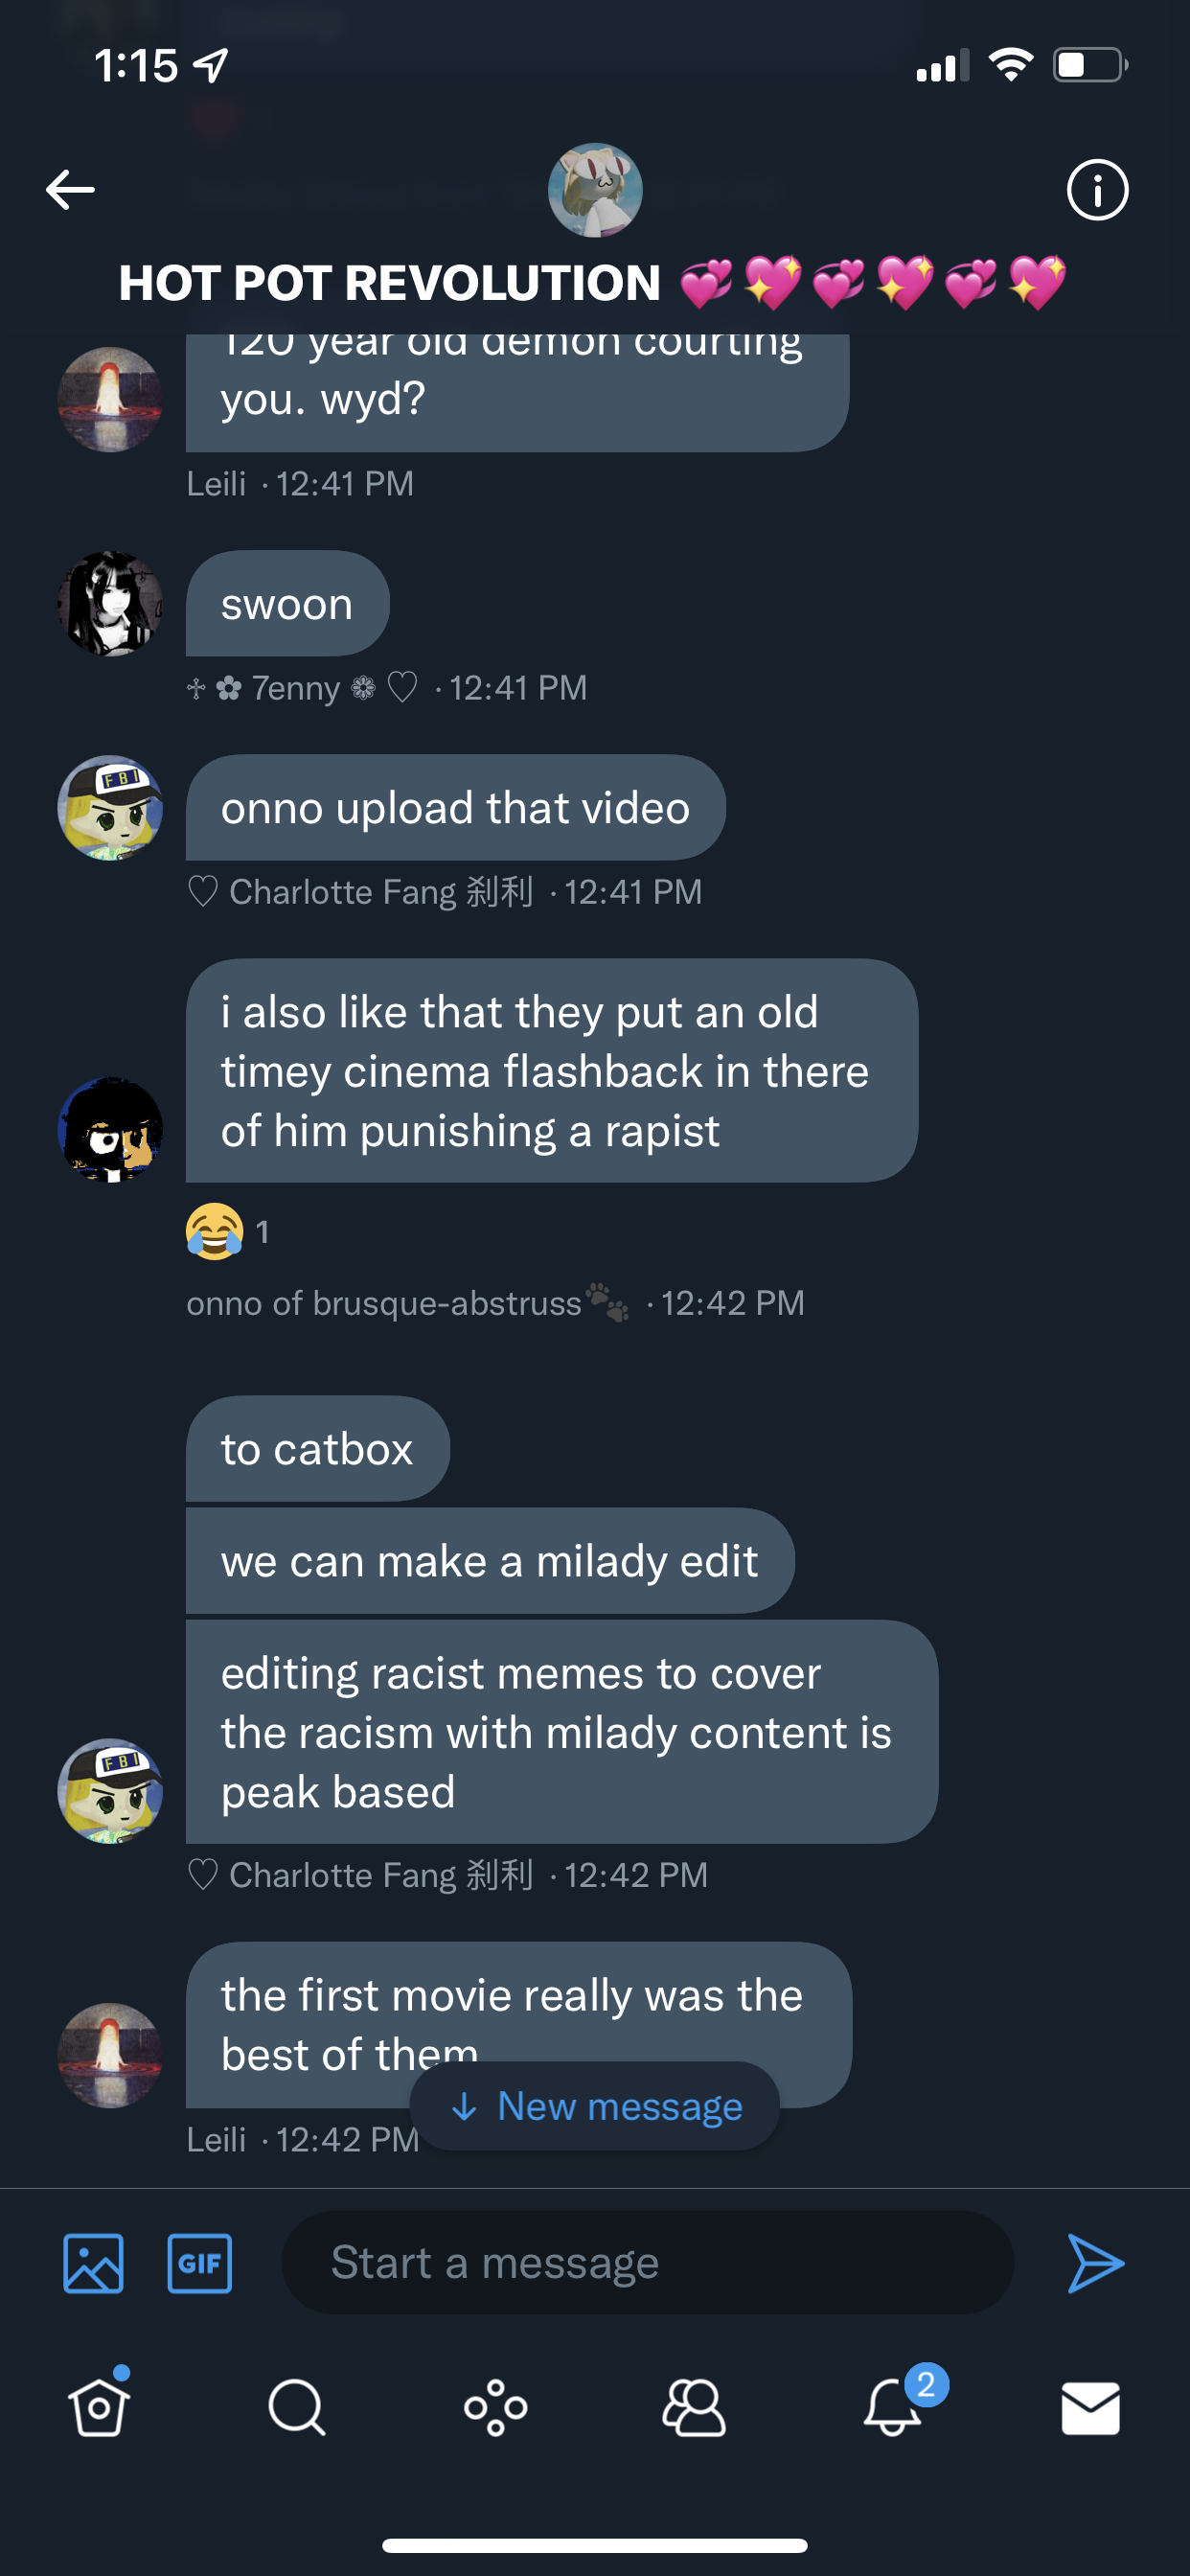 1:15
HOT POT REVOLUTION 💞💖💞💖💞💖
120 year old demon courting
you. wyd?
Leili · 12:41 PM
swoon
♱ ✿ 7enny ❁ ♡ · 12:41 PM
FBI
onno upload that video
♡ Charlotte Fang 刹利 · 12:41 PM
i also like that they put an old
timey cinema flashback in there
of him punishing a rapist
😂 1
onno of brusque-abstruss🐾 · 12:42 PM
to catbox
we can make a milady edit
editing racist memes to cover
the racism with milady content is
peak based
FBI
♡ Charlotte Fang 刹利 · 12:42 PM
the first movie really was the
best of them
↓ New message
Leili · 12:42 PM
GIF
Start a message
2